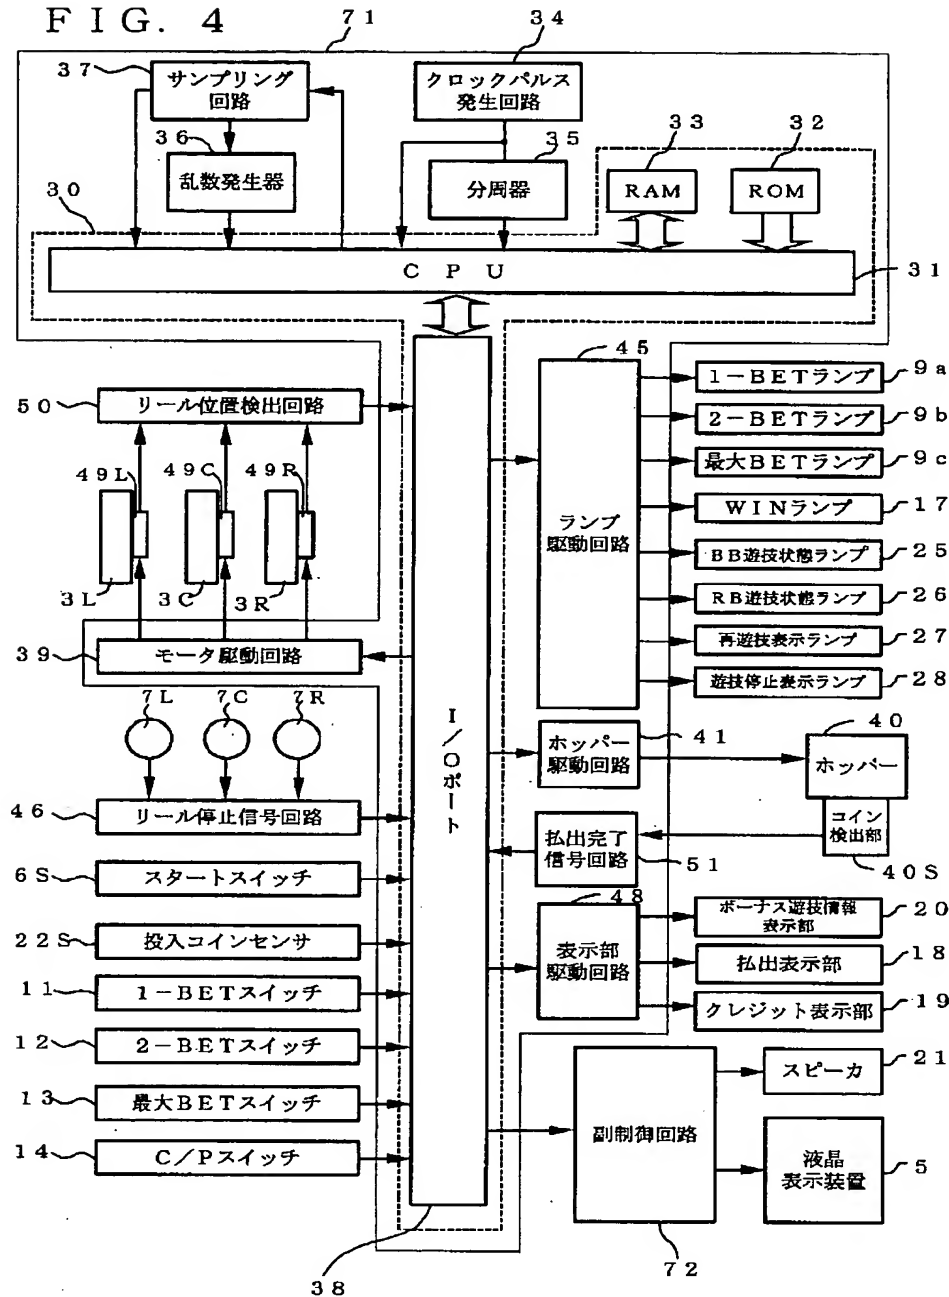 FIG. 4
71
34
37
サンプリング
回路
クロックパルス
発生回路
36
35
33
32
乱数発生器
分周器
RAM
ROM
30
CPU
31
45
1-BETランプ
9a
50
リール位置検出回路
2-BETランプ
9b
49L
49C
49R
最大BETランプ
9c
ランプ
駆動回路
WINランプ
17
BB遊技状態ランプ
25
3L
3C
3R
RB遊技状態ランプ
26
39
モータ駆動回路
再遊技表示ランプ
27
遊技停止表示ランプ
28
7L
7C
7R
I/Oポート
ホッパー
駆動回路
41
40
ホッパー
46
リール停止信号回路
コイン
検出部
払出完了
信号回路
51
40S
6S
スタートスイッチ
48
ボーナス遊技情報
表示部
20
22S
投入コインセンサ
表示部
駆動回路
払出表示部
18
11
1-BETスイッチ
クレジット表示部
19
12
2-BETスイッチ
スピーカ
21
13
最大BETスイッチ
副制御回路
14
C/Pスイッチ
液晶
表示装置
5
38
72